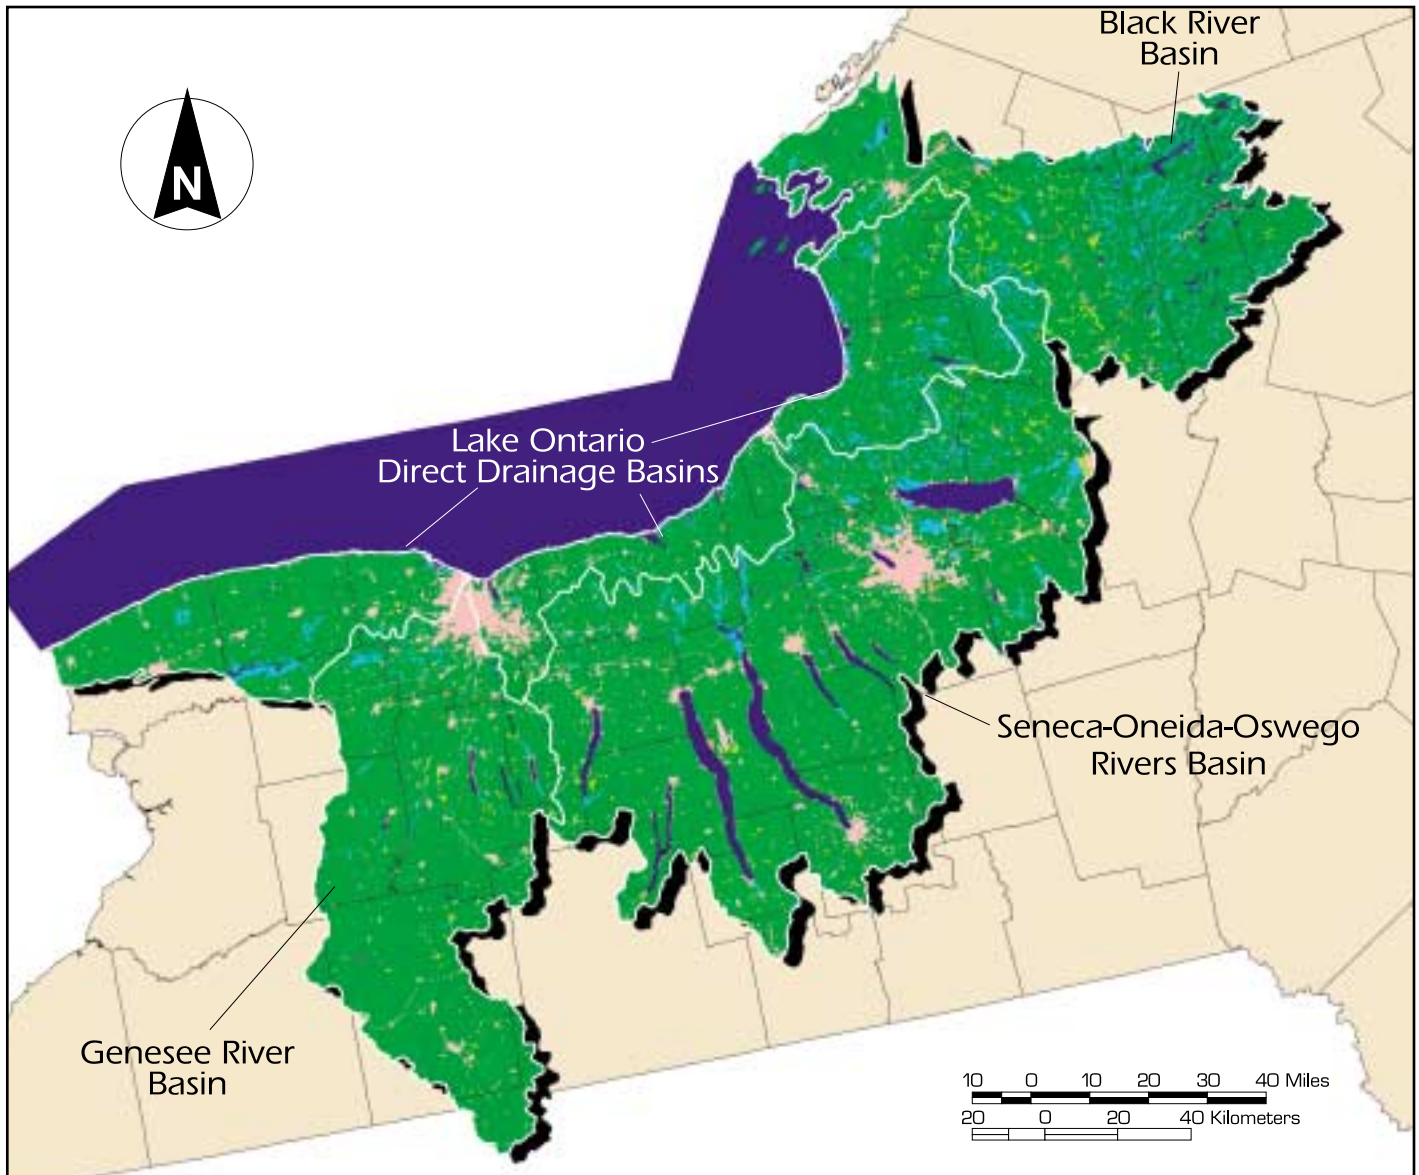 Black River
Basin
N
Lake Ontario
Direct Drainage Basins
Seneca-Oneida-Oswego
Rivers Basin
Genesee River
Basin
10 0 10 20 30 40 Miles
20 0 20 40 Kilometers